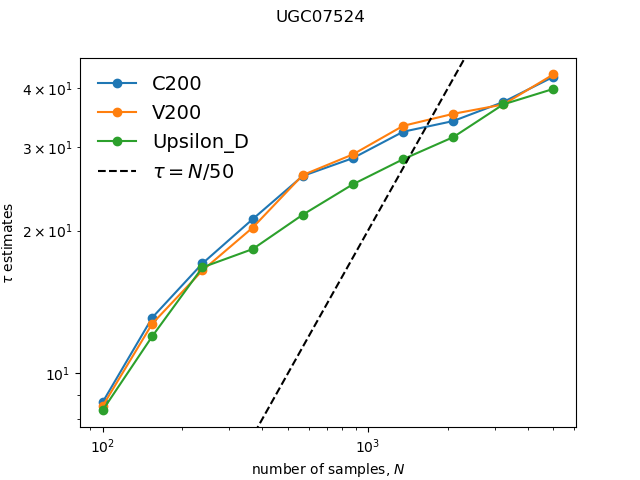 UGC07524
C200
V200
Upsilon_D
τ = N/50
4 × 10¹
3 × 10¹
2 × 10¹
10¹
τ estimates
10² 10³
number of samples, N